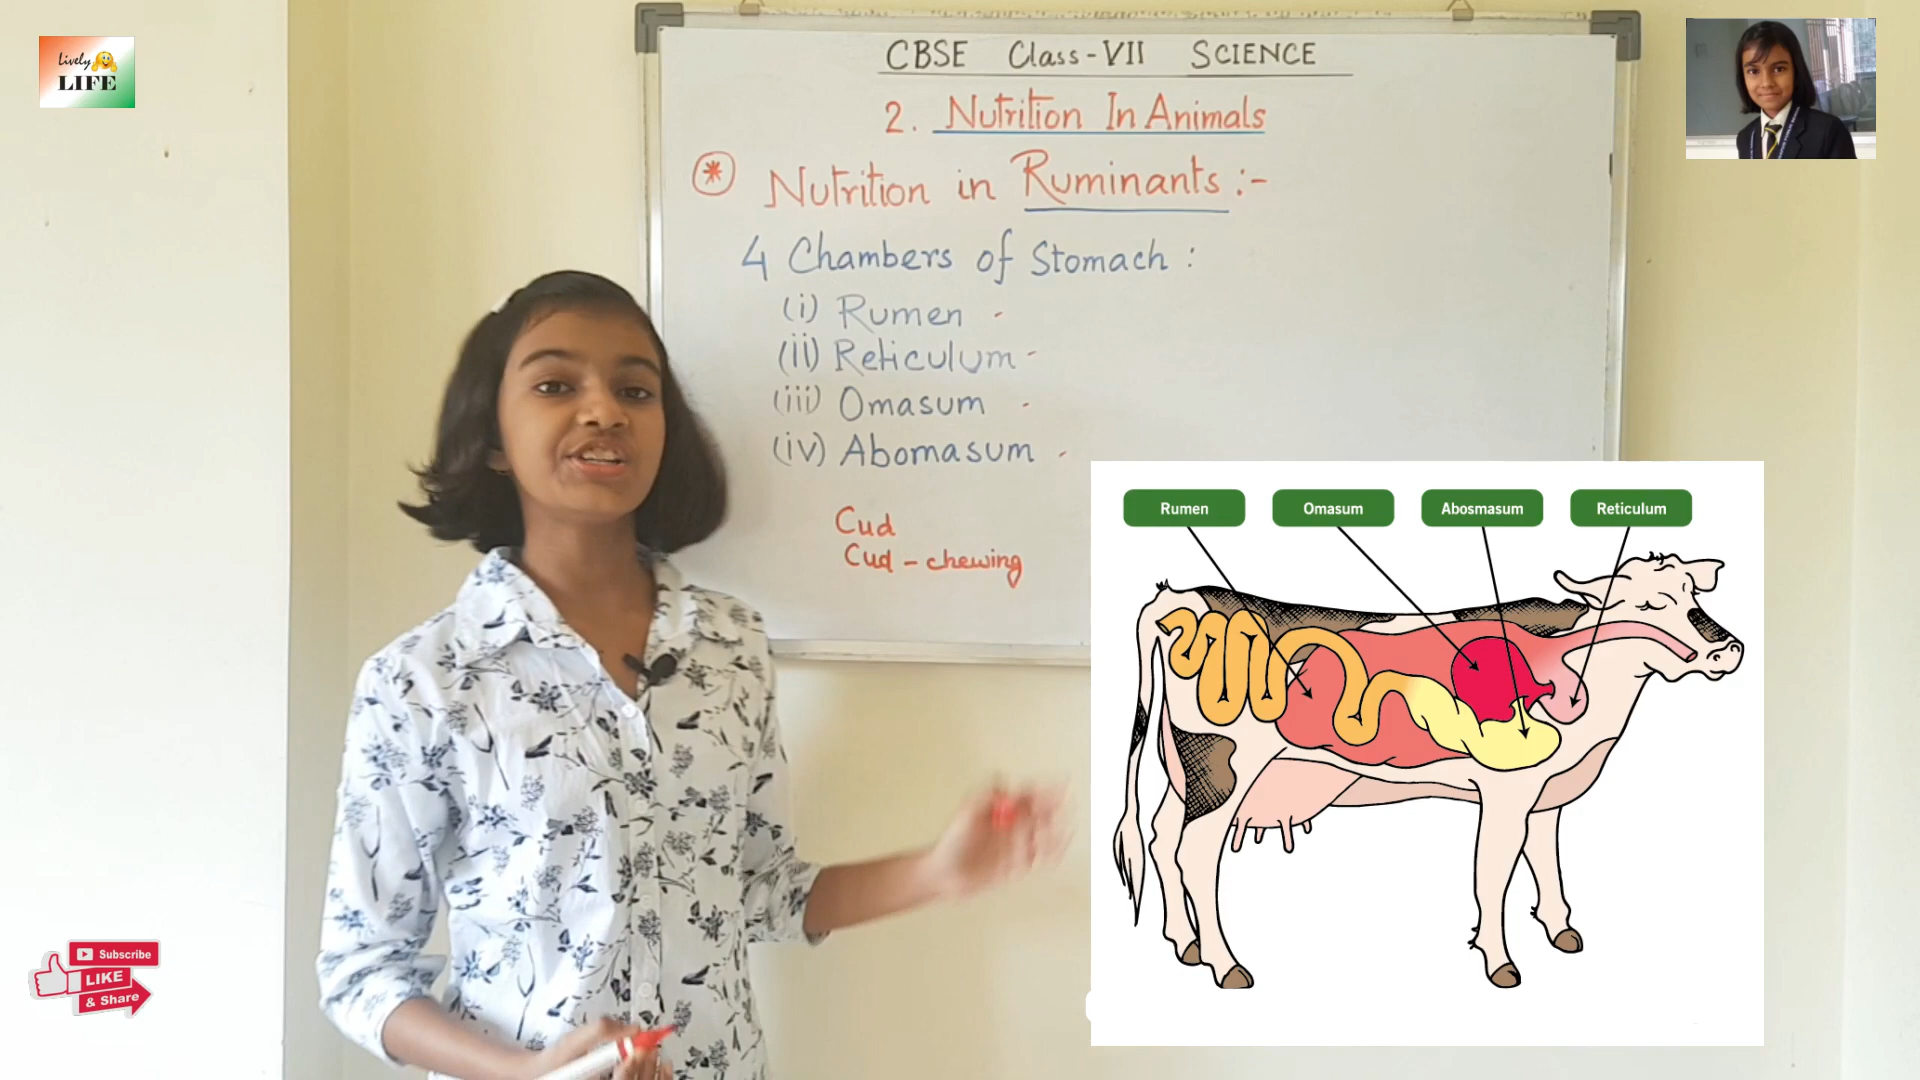 Lively
LIFE
CBSE Class-VII SCIENCE
2. Nutrition In Animals
* Nutrition in Ruminants :-
4 Chambers of Stomach :
(i) Rumen -
(ii) Reticulum -
(iii) Omasum -
(iv) Abomasum -
Cud
Cud - chewing
Rumen Omasum Abosmasum Reticulum
Subscribe
LIKE
& Share